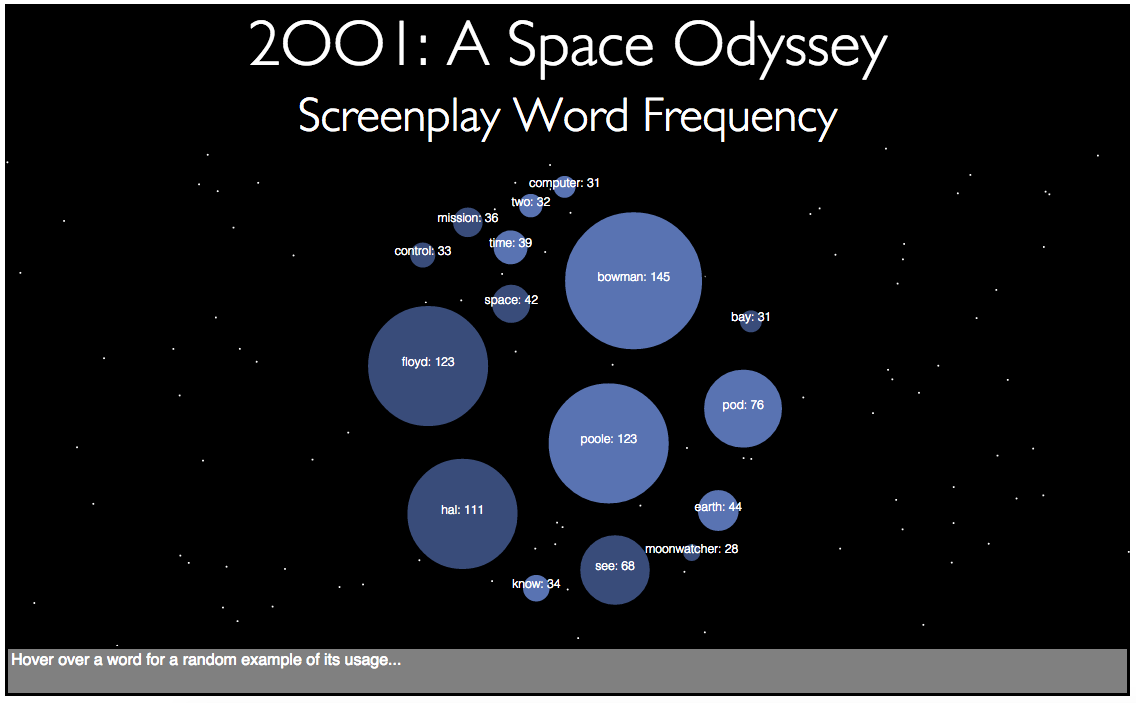 2001: A Space Odyssey
Screenplay Word Frequency
computer: 31
two: 32
mission: 36
time: 39
control: 33
bowman: 145
space: 42
bay: 31
floyd: 123
pod: 76
poole: 123
hal: 111
earth: 44
moonwatcher: 28
see: 68
know: 34
Hover over a word for a random example of its usage...